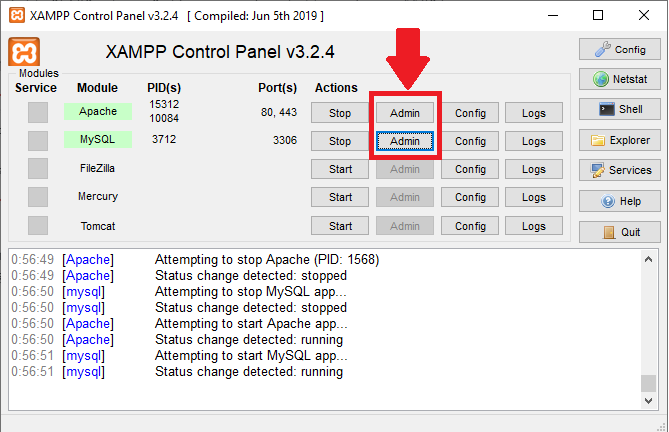 XAMPP Control Panel v3.2.4 [ Compiled: Jun 5th 2019 ]
XAMPP Control Panel v3.2.4
Config
Modules
Service Module PID(s) Port(s) Actions
Netstat
Apache 15312 10084 80, 443 Stop Admin Config Logs
Shell
MySQL 3712 3306 Stop Admin Config Logs
Explorer
FileZilla Start Admin Config Logs
Services
Mercury Start Admin Config Logs
Help
Tomcat Start Admin Config Logs
Quit
0:56:49 [Apache] Attempting to stop Apache (PID: 1568)
0:56:49 [Apache] Status change detected: stopped
0:56:50 [mysql] Attempting to stop MySQL app...
0:56:50 [mysql] Status change detected: stopped
0:56:50 [Apache] Attempting to start Apache app...
0:56:50 [Apache] Status change detected: running
0:56:51 [mysql] Attempting to start MySQL app...
0:56:51 [mysql] Status change detected: running